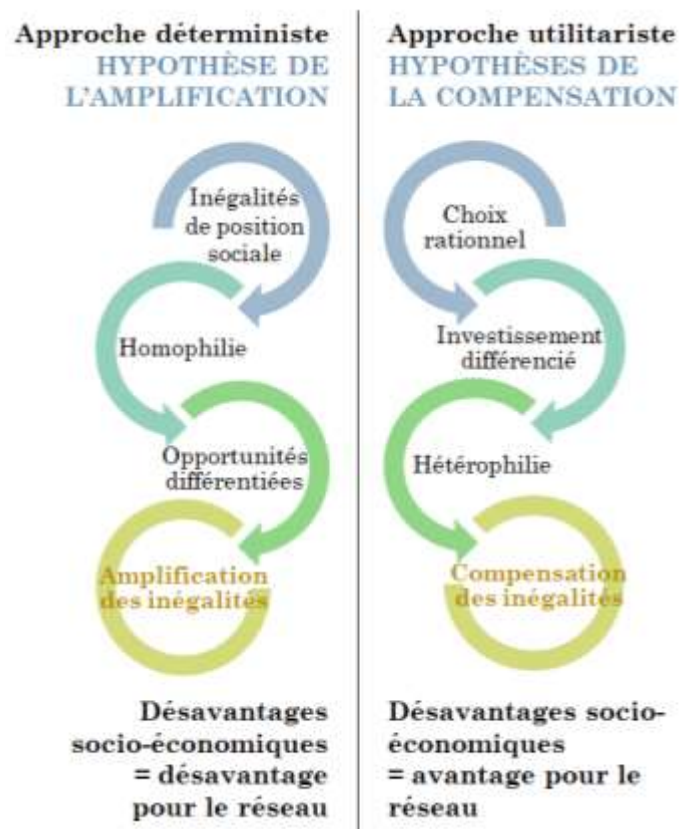 Approche déterministe
HYPOTHÈSE DE
L'AMPLIFICATION
Inégalités
de position
sociale
Homophilie
Opportunités
différentiées
Amplification
des inégalités
Désavantages
socio-économiques
= désavantage
pour le réseau
Approche utilitariste
HYPOTHÈSES DE
LA COMPENSATION
Choix
rationnel
Investissement
différencié
Hétérophilie
Compensation
des inégalités
Désavantages socio-
économiques
= avantage pour le
réseau